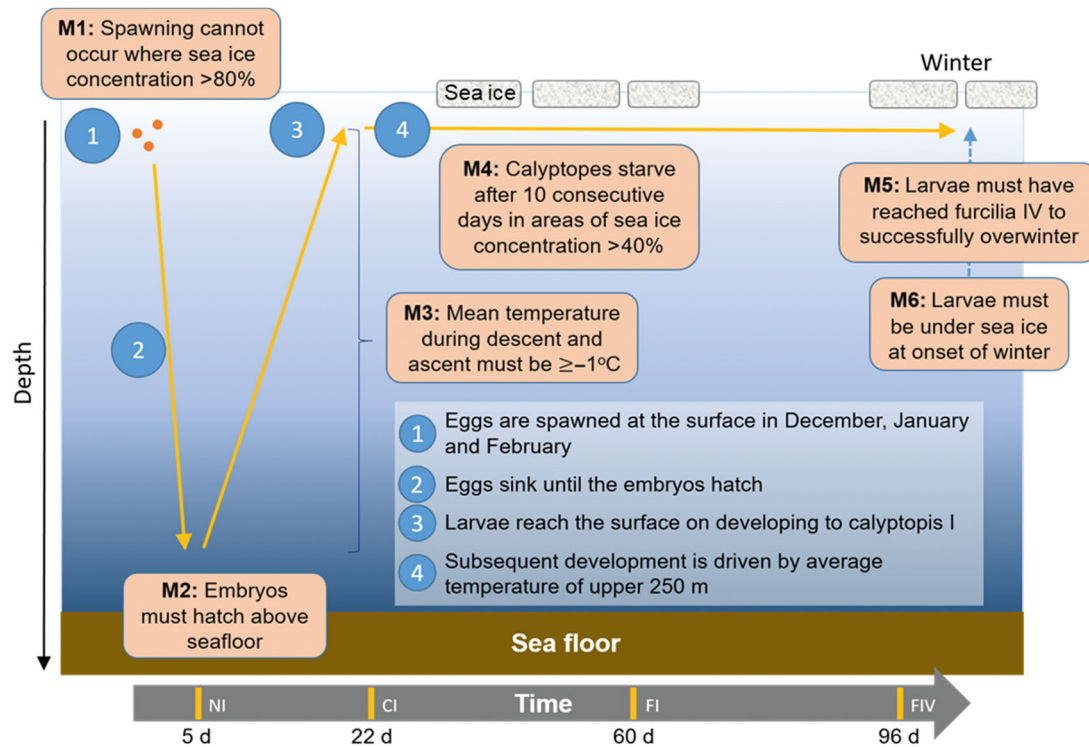 M1: Spawning cannot
occur where sea ice
concentration >80%
Winter
Sea ice
1
3
4
M4: Calyptopes starve
after 10 consecutive
days in areas of sea ice
concentration >40%
M5: Larvae must have
reached furcilia IV to
successfully overwinter
M6: Larvae must
be under sea ice
at onset of winter
M3: Mean temperature
during descent and
ascent must be ≥–1ºC
2
Depth
1
Eggs are spawned at the surface in December, January
and February
2
Eggs sink until the embryos hatch
3
Larvae reach the surface on developing to calyptopis I
4
Subsequent development is driven by average
temperature of upper 250 m
M2: Embryos
must hatch above
seafloor
Sea floor
NI
CI
Time
FI
FIV
5 d
22 d
60 d
96 d